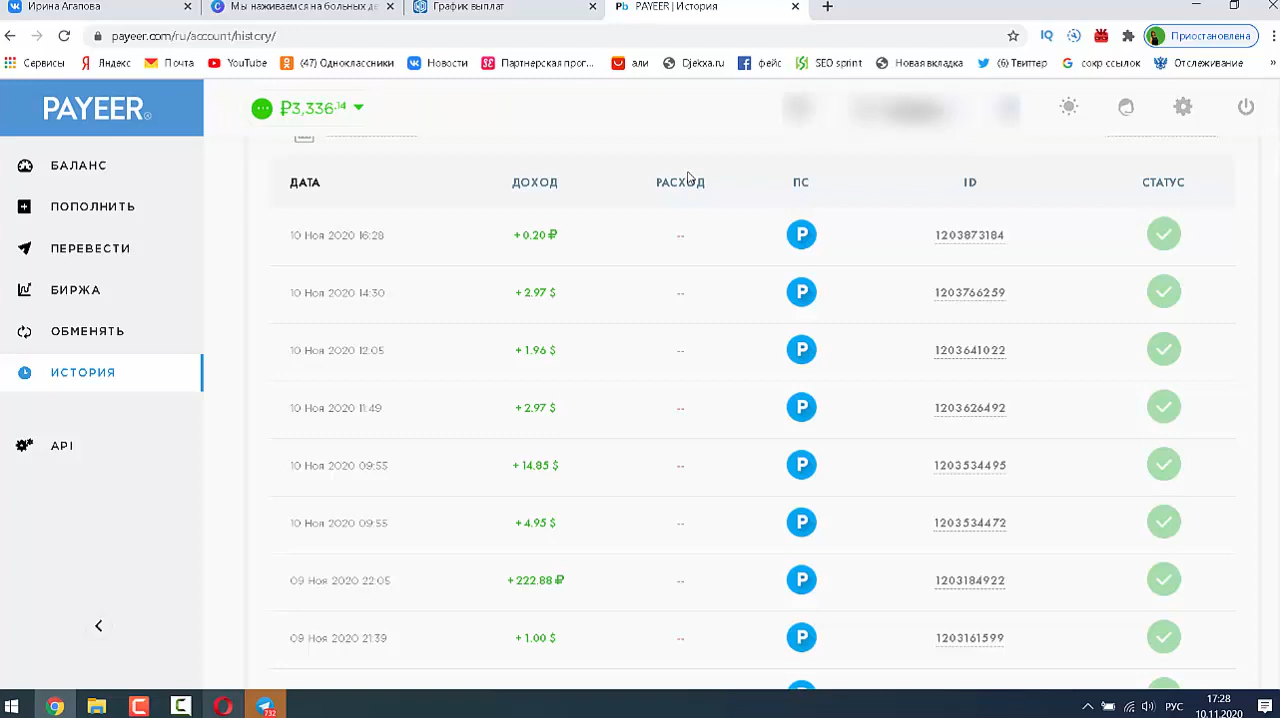 Ирина Агапова
Мы наживаемся на больных де
График выплат
PAYEER | История
payeer.com/ru/account/history/
Приостановлена
Сервисы
Яндекс
Почта
YouTube
(47) Одноклассники
Новости
Партнерская прог...
али
Djekxa.ru
фейс
SEO sprint
Новая вкладка
(6) Твиттер
сокр ссылок
Отслеживание
PAYEER
₽3,336.14
БАЛАНС
ПОПОЛНИТЬ
ПЕРЕВЕСТИ
БИРЖА
ОБМЕНЯТЬ
ИСТОРИЯ
API
ДАТА ДОХОД РАСХОД ПС ID СТАТУС
10 Ноя 2020 16:28 +0.20 ₽ -- P 1203873184
10 Ноя 2020 14:30 +2.97 $ -- P 1203766259
10 Ноя 2020 12:05 +1.96 $ -- P 1203641022
10 Ноя 2020 11:49 +2.97 $ -- P 1203626492
10 Ноя 2020 09:55 +14.85 $ -- P 1203534495
10 Ноя 2020 09:55 +4.95 $ -- P 1203534472
09 Ноя 2020 22:05 +222.88 ₽ -- P 1203184922
09 Ноя 2020 21:39 +1.00 $ -- P 1203161599
732
РУС
17:28
10.11.2020